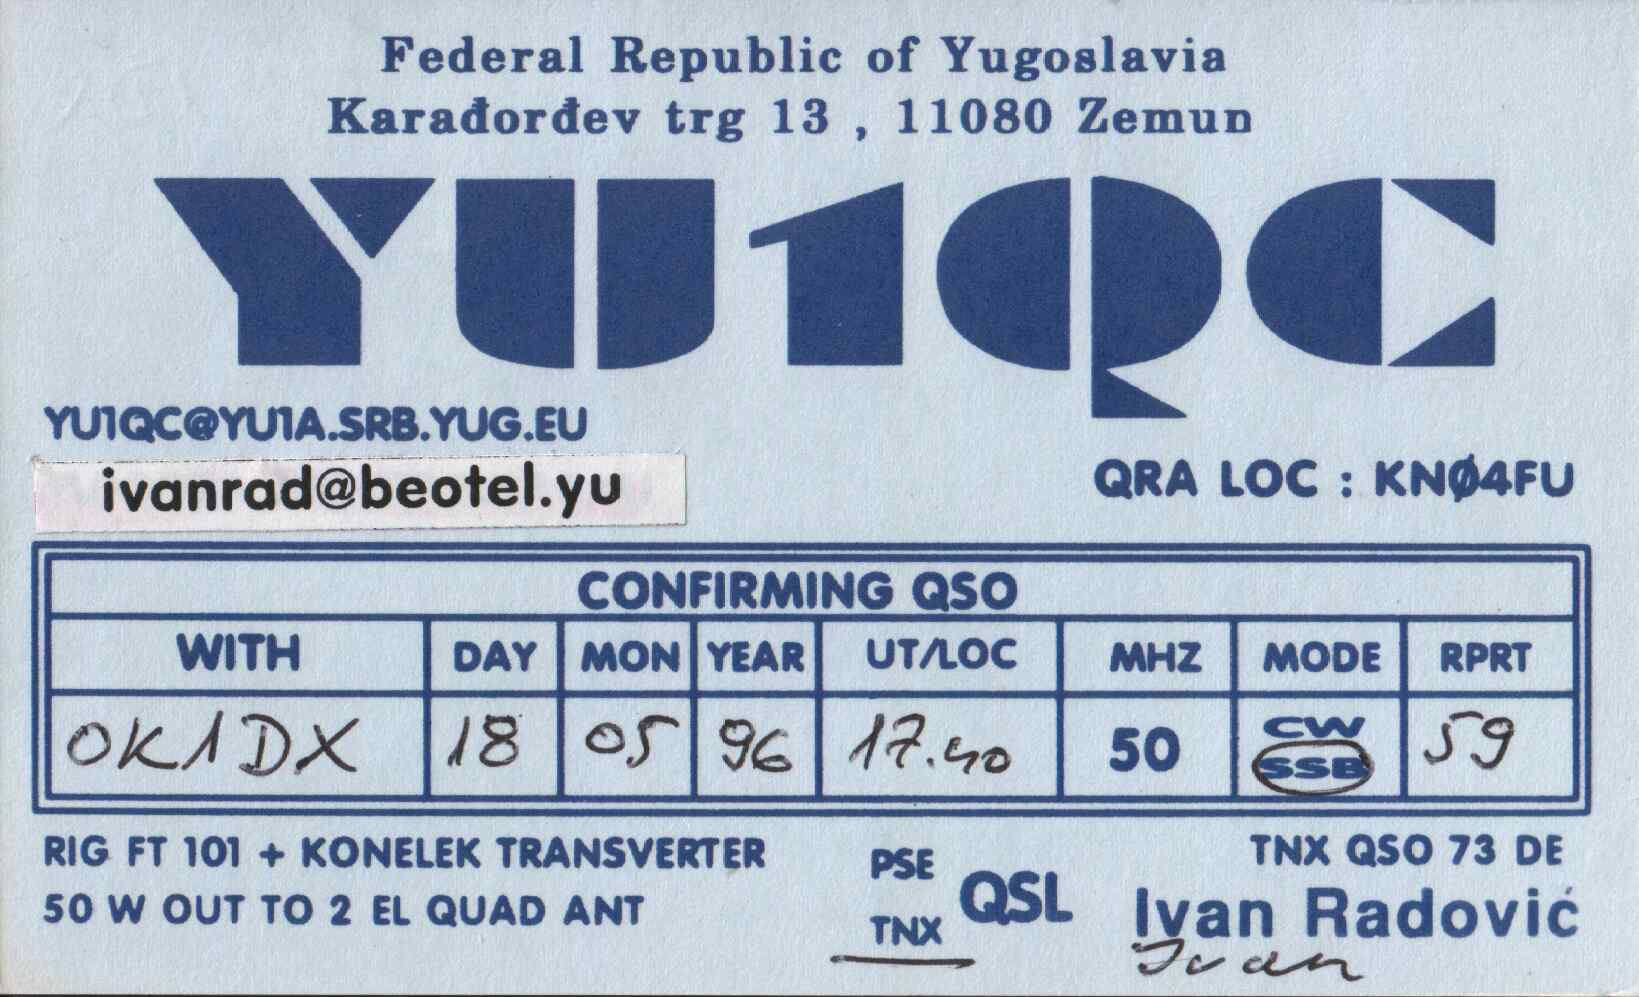 Federal Republic of Yugoslavia
Karađorđev trg 13 , 11080 Zemun
YU1QC
YU1QC@YU1A.SRB.YUG.EU
ivanrad@beotel.yu
QRA LOC : KNØ4FU
CONFIRMING QSO
WITH DAY MON YEAR UT/LOC MHZ MODE RPRT
OK1DX 18 05 96 17.40 50 CW SSB 59
RIG FT 101 + KONELEK TRANSVERTER
50 W OUT TO 2 EL QUAD ANT
PSE
TNX
QSL
TNX QSO 73 DE
Ivan Radović
Ivan